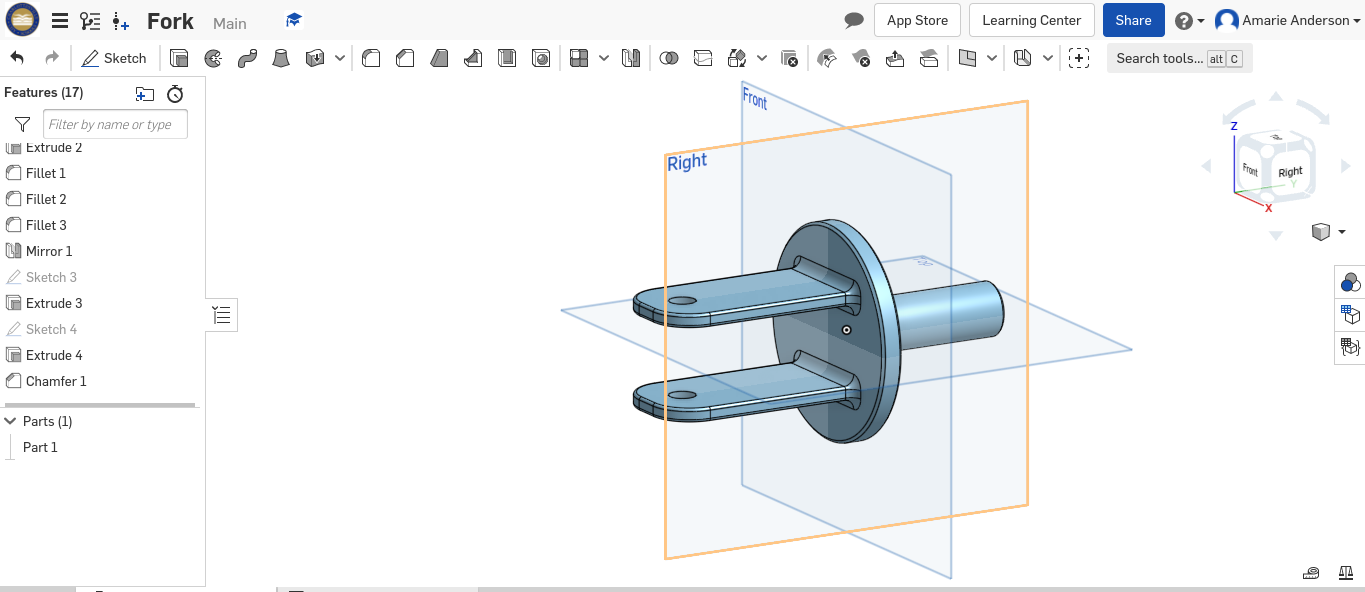 Fork Main
App Store
Learning Center
Share
Amarie Anderson
Sketch
Search tools... alt C
Features (17)
Filter by name or type
Extrude 2
Fillet 1
Fillet 2
Fillet 3
Mirror 1
Sketch 3
Extrude 3
Sketch 4
Extrude 4
Chamfer 1
Parts (1)
Part 1
Front
Right
Top
Z
Top
Front
Right
Y
X